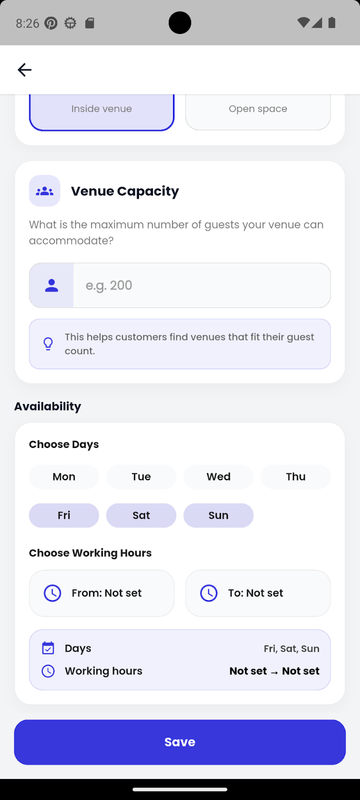 8:26
Inside venue
Open space
Venue Capacity
What is the maximum number of guests your venue can
accommodate?
e.g. 200
This helps customers find venues that fit their guest
count.
Availability
Choose Days
Mon Tue Wed Thu
Fri Sat Sun
Choose Working Hours
From: Not set
To: Not set
Days Fri, Sat, Sun
Working hours Not set → Not set
Save